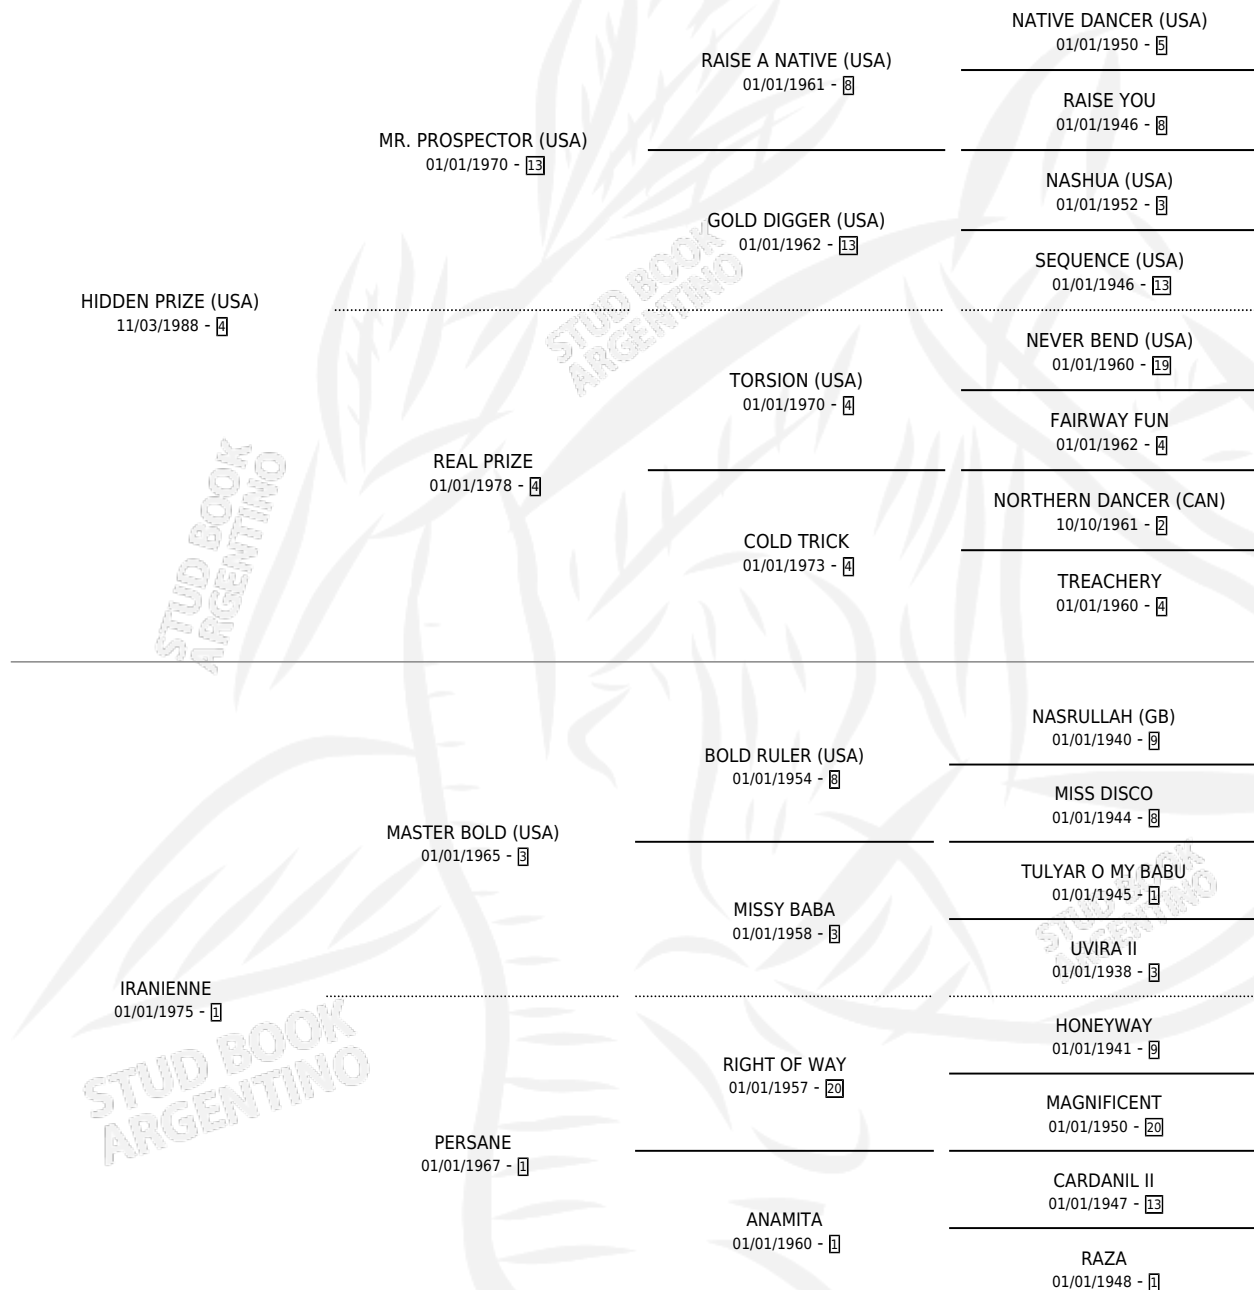 NATIVE DANCER (USA)
01/01/1950 - 5
RAISE A NATIVE (USA)
01/01/1961 - 8
RAISE YOU
01/01/1946 - 8
MR. PROSPECTOR (USA)
01/01/1970 - 13
NASHUA (USA)
01/01/1952 - 3
GOLD DIGGER (USA)
01/01/1962 - 13
SEQUENCE (USA)
01/01/1946 - 13
HIDDEN PRIZE (USA)
11/03/1988 - 4
NEVER BEND (USA)
01/01/1960 - 19
TORSION (USA)
01/01/1970 - 4
FAIRWAY FUN
01/01/1962 - 4
REAL PRIZE
01/01/1978 - 4
NORTHERN DANCER (CAN)
10/10/1961 - 2
COLD TRICK
01/01/1973 - 4
TREACHERY
01/01/1960 - 4
NASRULLAH (GB)
01/01/1940 - 9
BOLD RULER (USA)
01/01/1954 - 8
MISS DISCO
01/01/1944 - 8
MASTER BOLD (USA)
01/01/1965 - 3
TULYAR O MY BABU
01/01/1945 - 1
MISSY BABA
01/01/1958 - 3
UVIRA II
01/01/1938 - 3
IRANIENNE
01/01/1975 - 1
HONEYWAY
01/01/1941 - 9
RIGHT OF WAY
01/01/1957 - 20
MAGNIFICENT
01/01/1950 - 20
PERSANE
01/01/1967 - 1
CARDANIL II
01/01/1947 - 13
ANAMITA
01/01/1960 - 1
RAZA
01/01/1948 - 1
STUD BOOK
ARGENTINO
STUD BOOK
ARGENTINO
STUD BOOK
ARGENTINO
STUD BOOK
ARGENTINO